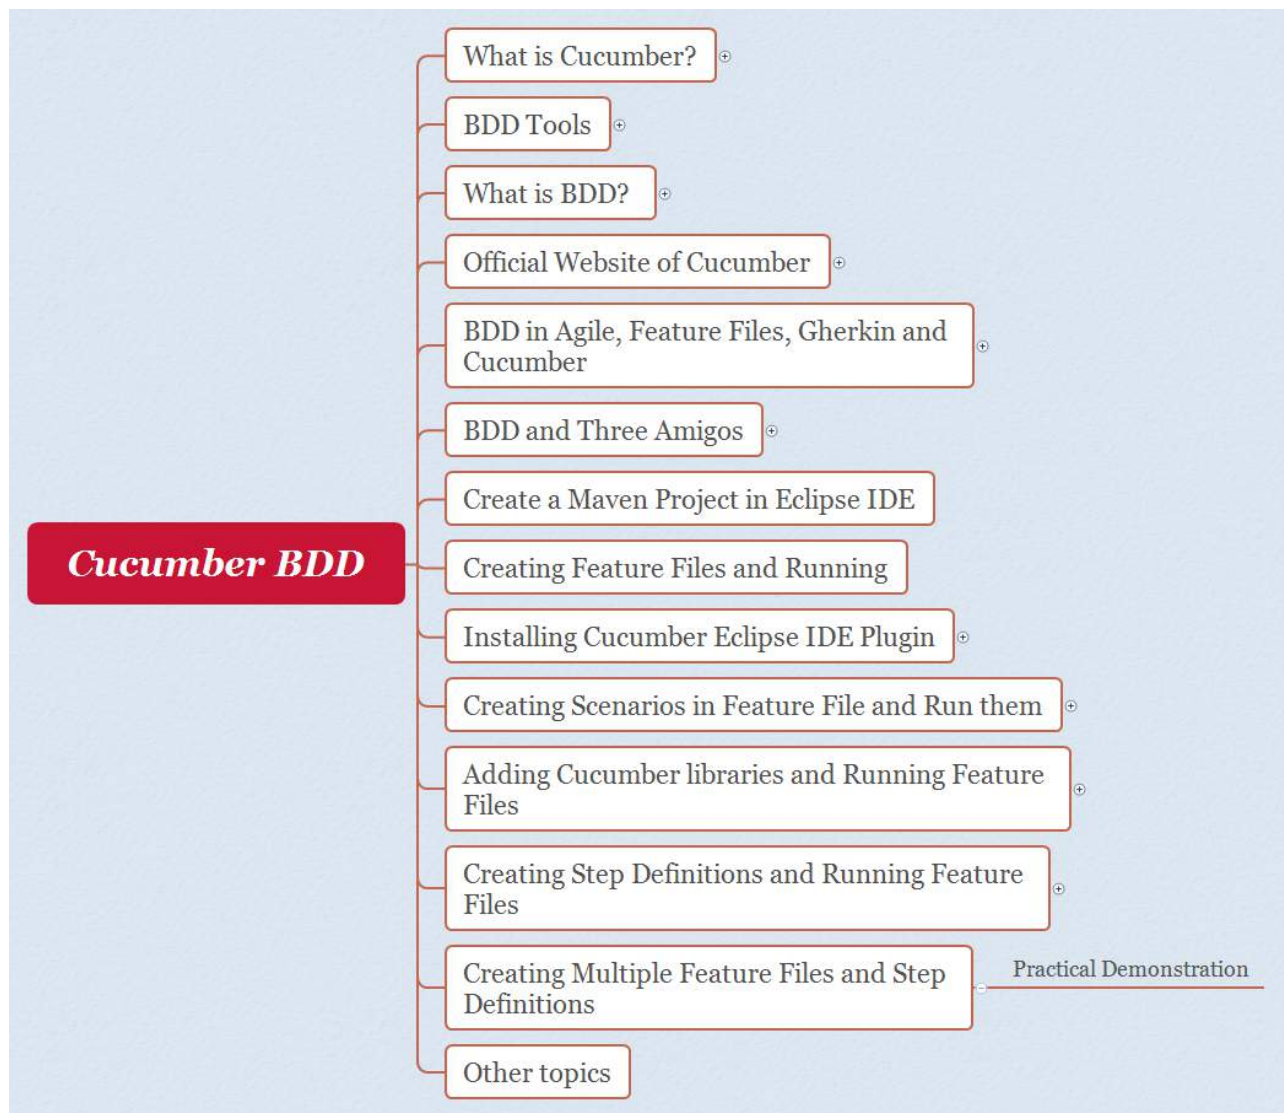 What is Cucumber?
BDD Tools
What is BDD?
Official Website of Cucumber
BDD in Agile, Feature Files, Gherkin and
Cucumber
BDD and Three Amigos
Create a Maven Project in Eclipse IDE
Cucumber BDD
Creating Feature Files and Running
Installing Cucumber Eclipse IDE Plugin
Creating Scenarios in Feature File and Run them
Adding Cucumber libraries and Running Feature
Files
Creating Step Definitions and Running Feature
Files
Creating Multiple Feature Files and Step
Definitions
Practical Demonstration
Other topics